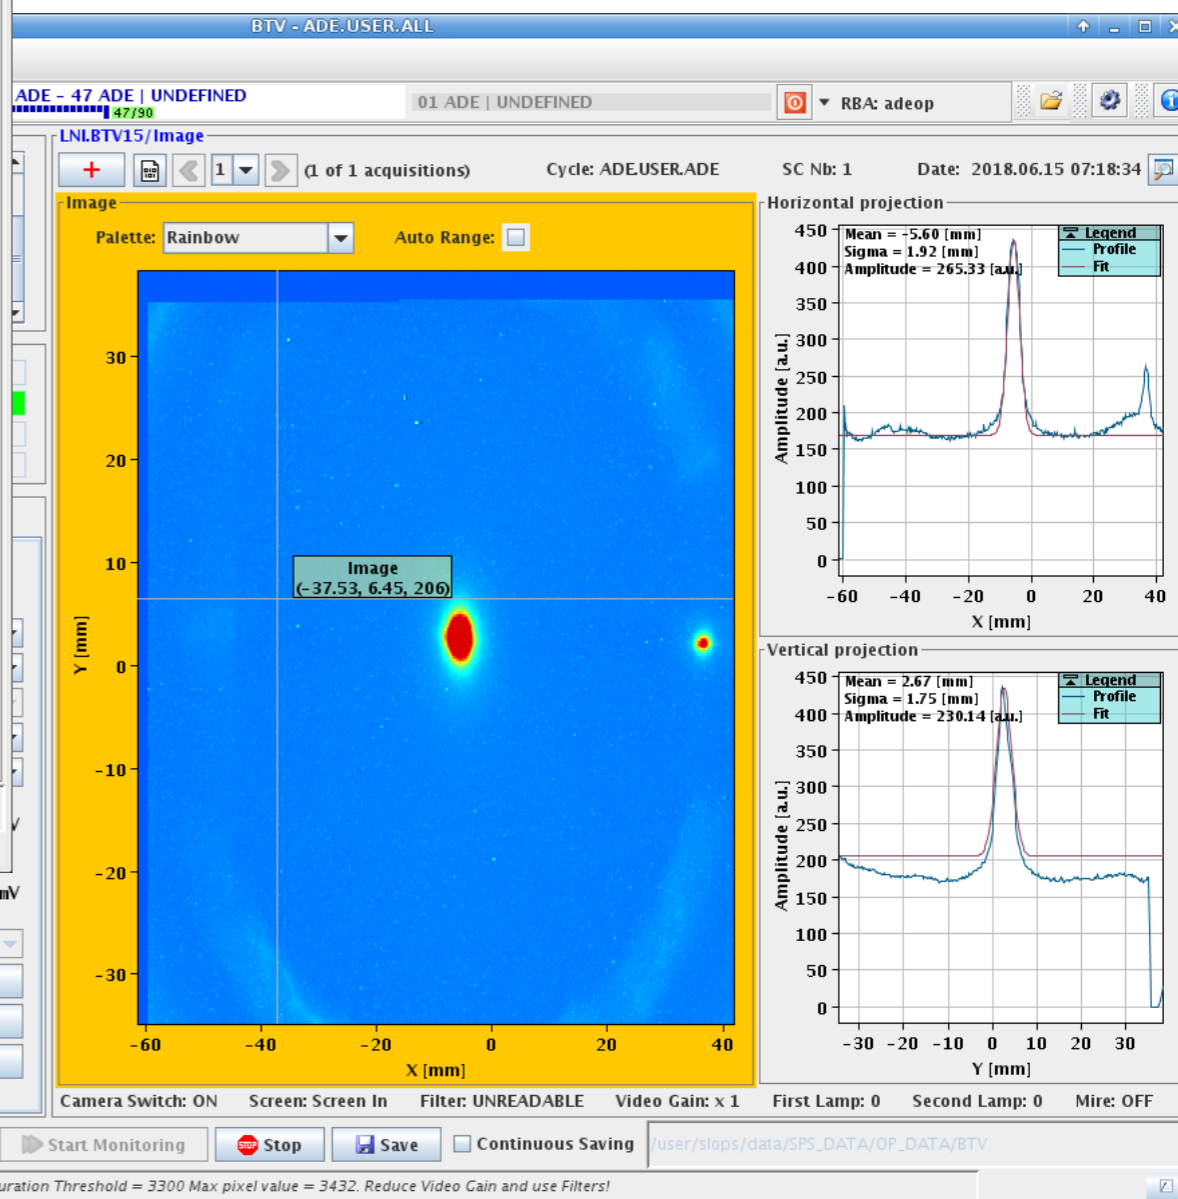 BTV - ADE.USER.ALL
ADE - 47 ADE | UNDEFINED
47/90
01 ADE | UNDEFINED
RBA: adeop
LNI.BTV15/Image
1
(1 of 1 acquisitions)
Cycle: ADE.USER.ADE
SC Nb: 1
Date: 2018.06.15 07:18:34
Image
Palette: Rainbow
Auto Range:
30
20
10
0
-10
-20
-30
Y [mm]
Image
(-37.53, 6.45, 206)
-60 -40 -20 0 20 40
X [mm]
Horizontal projection
Mean = -5.60 [mm]
Sigma = 1.92 [mm]
Amplitude = 265.33 [a.u.]
Legend
Profile
Fit
450
400
350
300
250
200
150
100
50
0
Amplitude [a.u.]
-60 -40 -20 0 20 40
X [mm]
Vertical projection
Mean = 2.67 [mm]
Sigma = 1.75 [mm]
Amplitude = 230.14 [a.u.]
Legend
Profile
Fit
450
400
350
300
250
200
150
100
50
0
Amplitude [a.u.]
-30 -20 -10 0 10 20 30
Y [mm]
mV
Camera Switch: ON Screen: Screen In Filter: UNREADABLE Video Gain: x 1 First Lamp: 0 Second Lamp: 0 Mire: OFF
Start Monitoring
STOP Stop
Save
Continuous Saving
/user/slops/data/SPS_DATA/OP_DATA/BTV
uration Threshold = 3300 Max pixel value = 3432. Reduce Video Gain and use Filters!